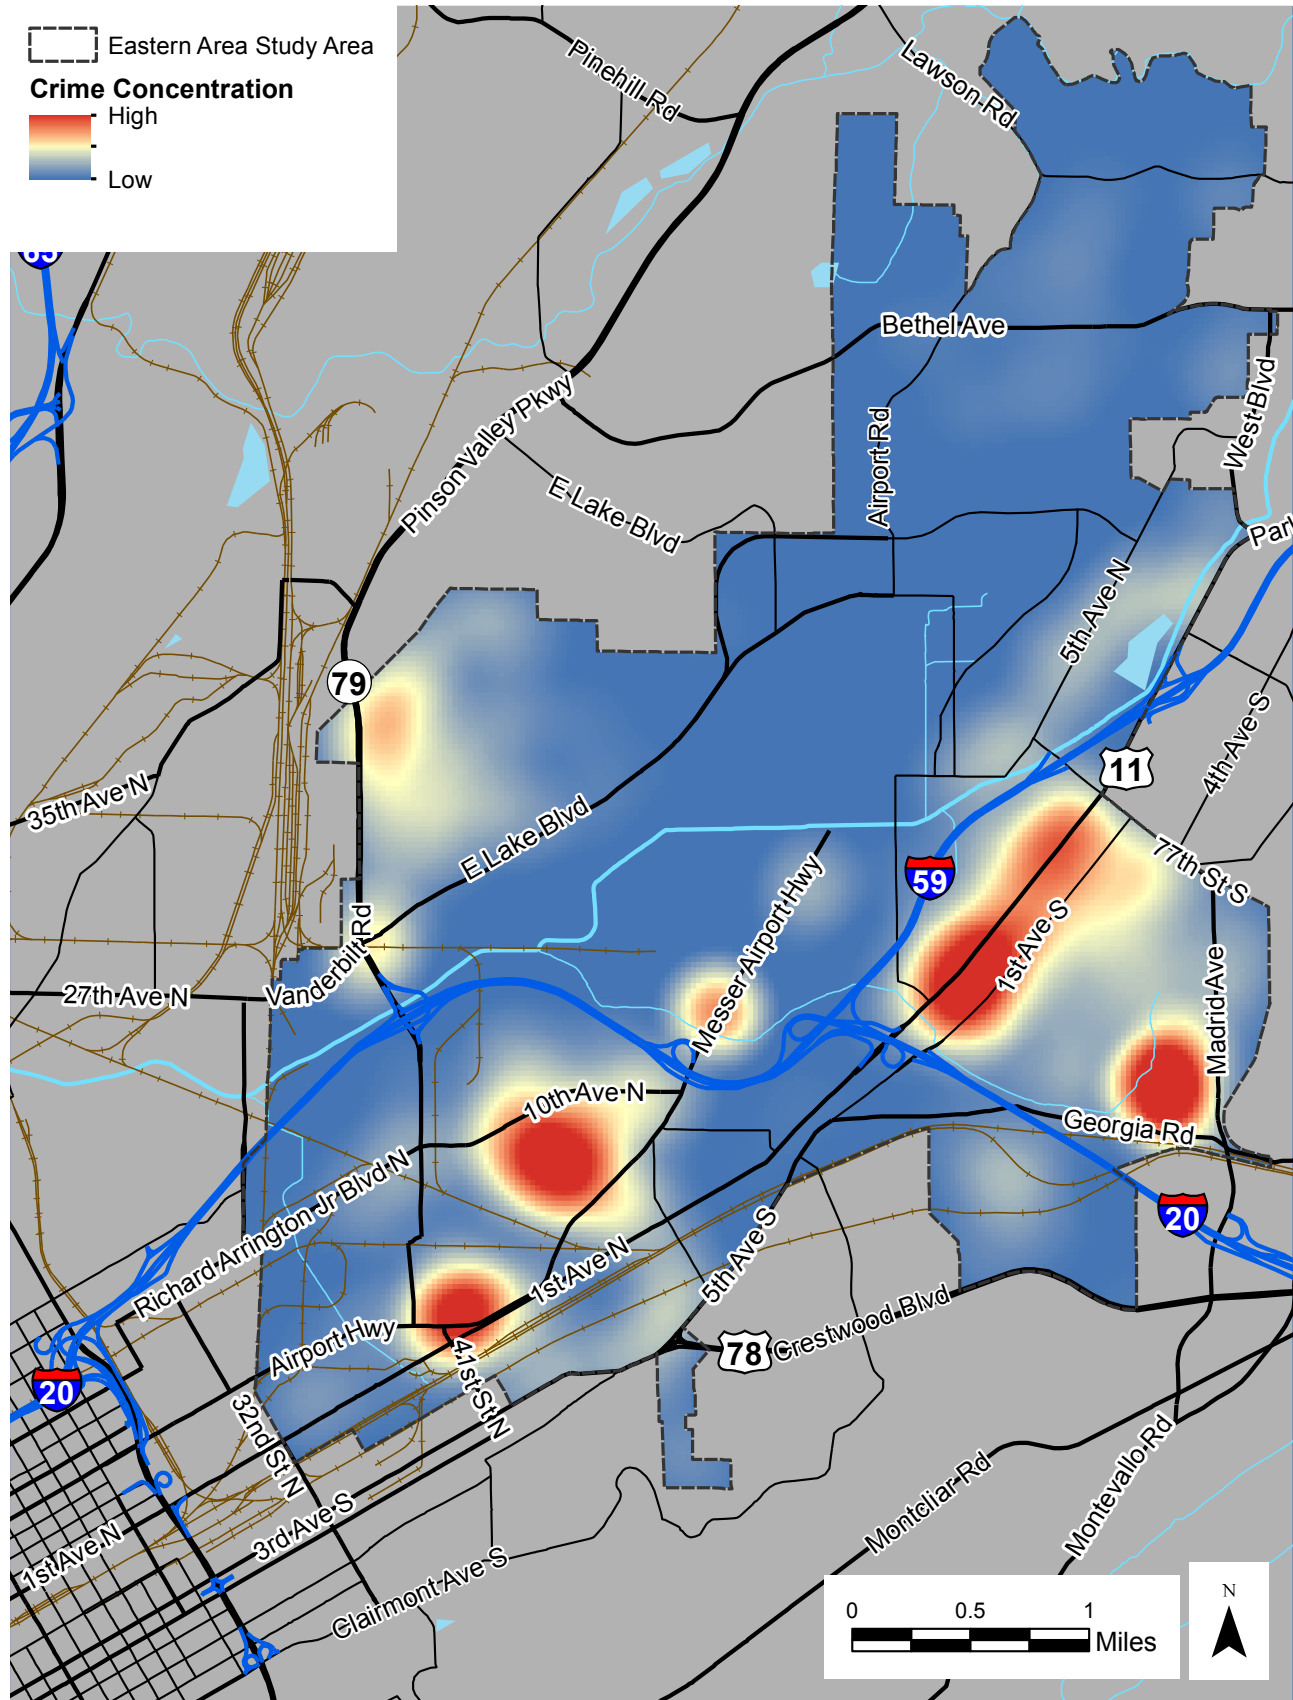 Eastern Area Study Area
Crime Concentration
High
Low
65
Pinehill Rd
Lawson Rd
Bethel Ave
West Blvd
Airport Rd
Pinson Valley Pkwy
E Lake Blvd
5th Ave N
79
4th Ave S
11
35th Ave N
E Lake Blvd
77th St S
59
Messer Airport Hwy
1st Ave S
Vanderbilt Rd
27th Ave N
Madrid Ave
10th Ave N
Georgia Rd
Richard Arrington Jr Blvd N
20
1st Ave N
5th Ave S
Crestwood Blvd
78
Airport Hwy
41st St N
20
32nd St N
Montevallo Rd
Montcliar Rd
3rd Ave S
1st Ave N
Clairmont Ave S
N
0 0.5 1
Miles